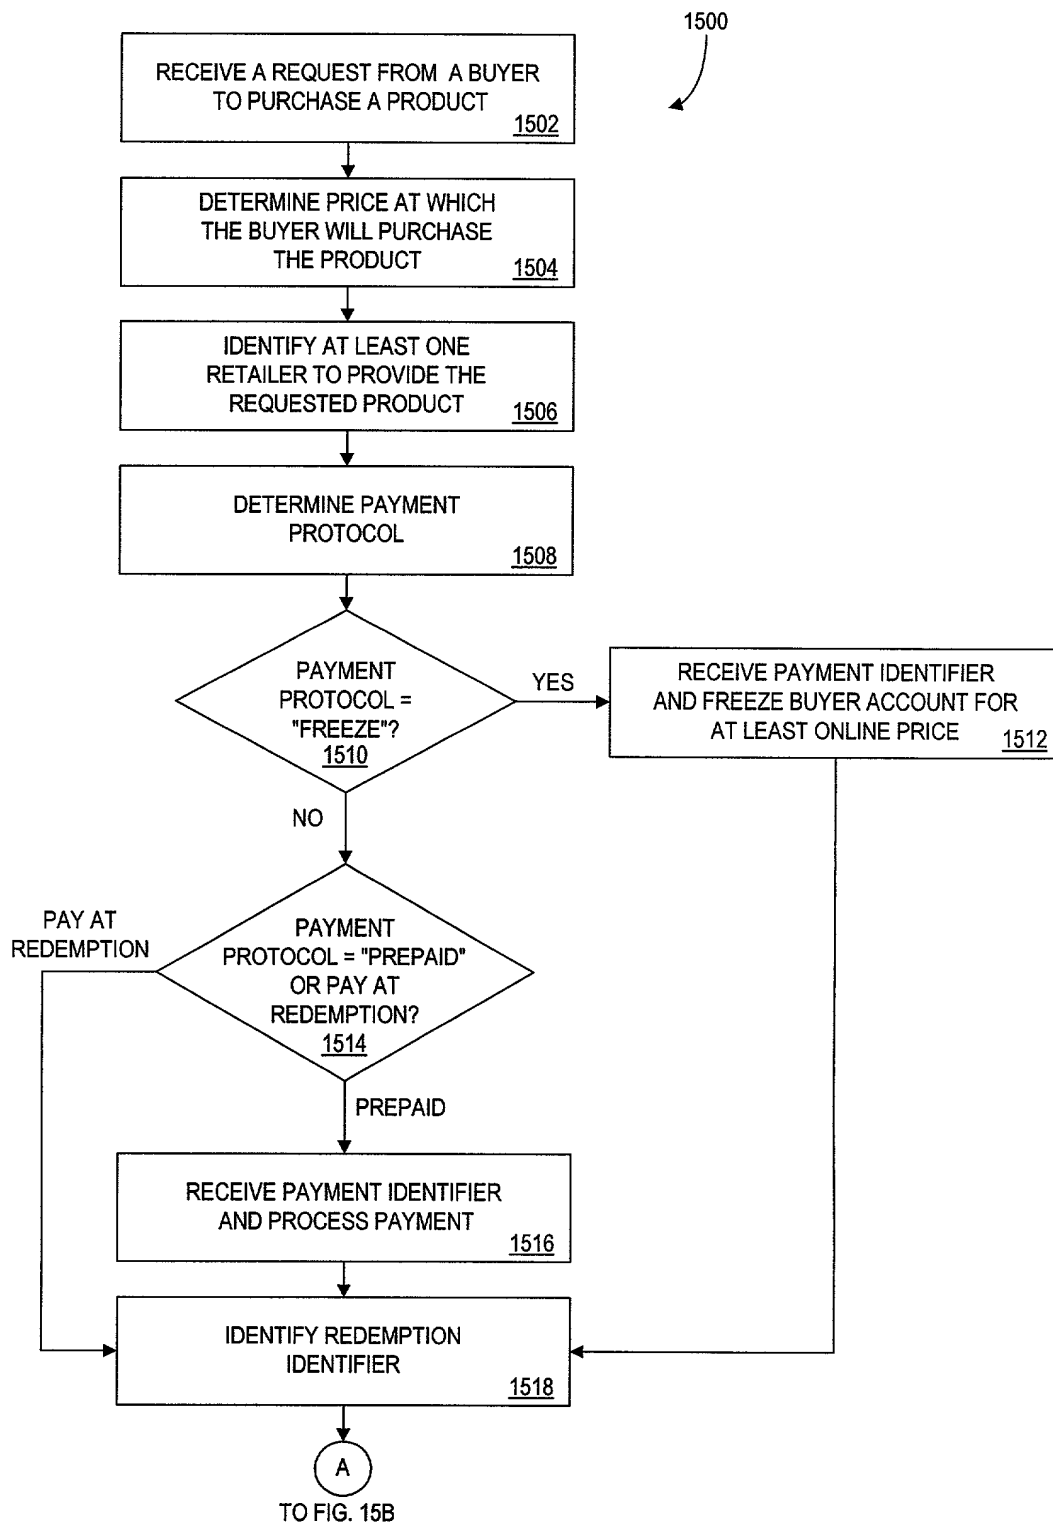 1500
RECEIVE A REQUEST FROM A BUYER
TO PURCHASE A PRODUCT
1502
DETERMINE PRICE AT WHICH
THE BUYER WILL PURCHASE
THE PRODUCT
1504
IDENTIFY AT LEAST ONE
RETAILER TO PROVIDE THE
REQUESTED PRODUCT
1506
DETERMINE PAYMENT
PROTOCOL
1508
PAYMENT
PROTOCOL =
"FREEZE"?
1510
YES
RECEIVE PAYMENT IDENTIFIER
AND FREEZE BUYER ACCOUNT FOR
AT LEAST ONLINE PRICE
1512
NO
PAY AT
REDEMPTION
PAYMENT
PROTOCOL = "PREPAID"
OR PAY AT
REDEMPTION?
1514
PREPAID
RECEIVE PAYMENT IDENTIFIER
AND PROCESS PAYMENT
1516
IDENTIFY REDEMPTION
IDENTIFIER
1518
A
TO FIG. 15B